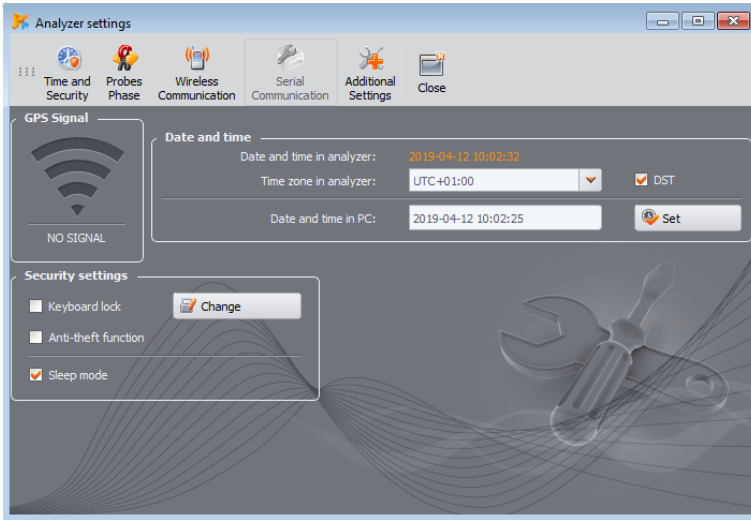 Analyzer settings
Time and Security
Probes Phase
Wireless Communication
Serial Communication
Additional Settings
Close
GPS Signal
NO SIGNAL
Date and time
Date and time in analyzer: 2019-04-12 10:02:32
Time zone in analyzer: UTC+01:00 DST
Date and time in PC: 2019-04-12 10:02:25 Set
Security settings
Keyboard lock Change
Anti-theft function
Sleep mode